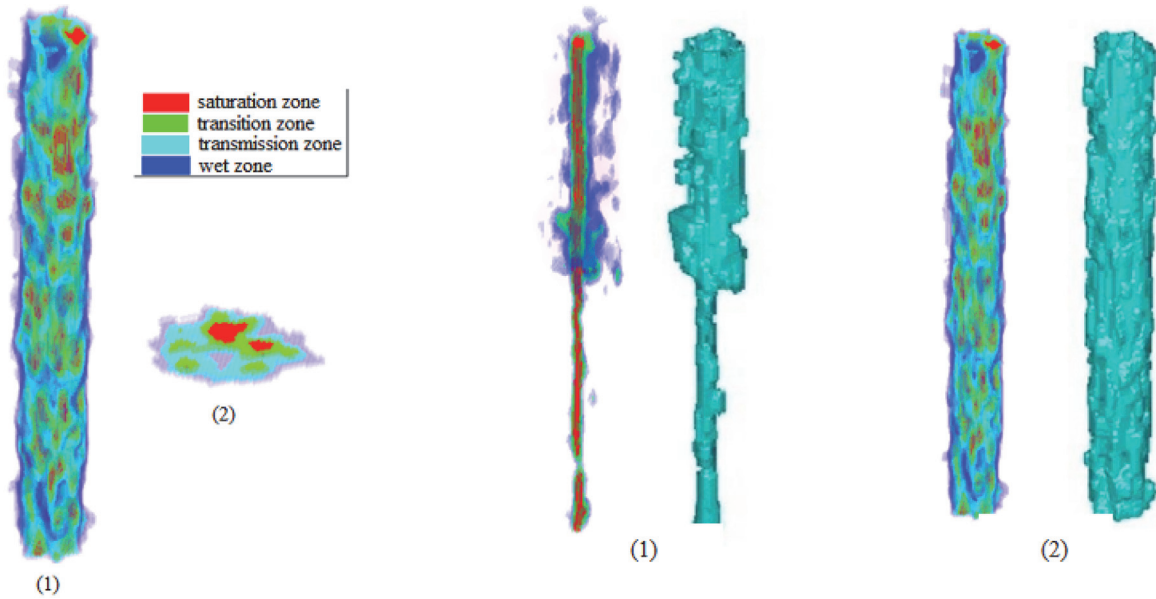 saturation zone
transition zone
transmission zone
wet zone
(2)
(1)
(1)
(2)